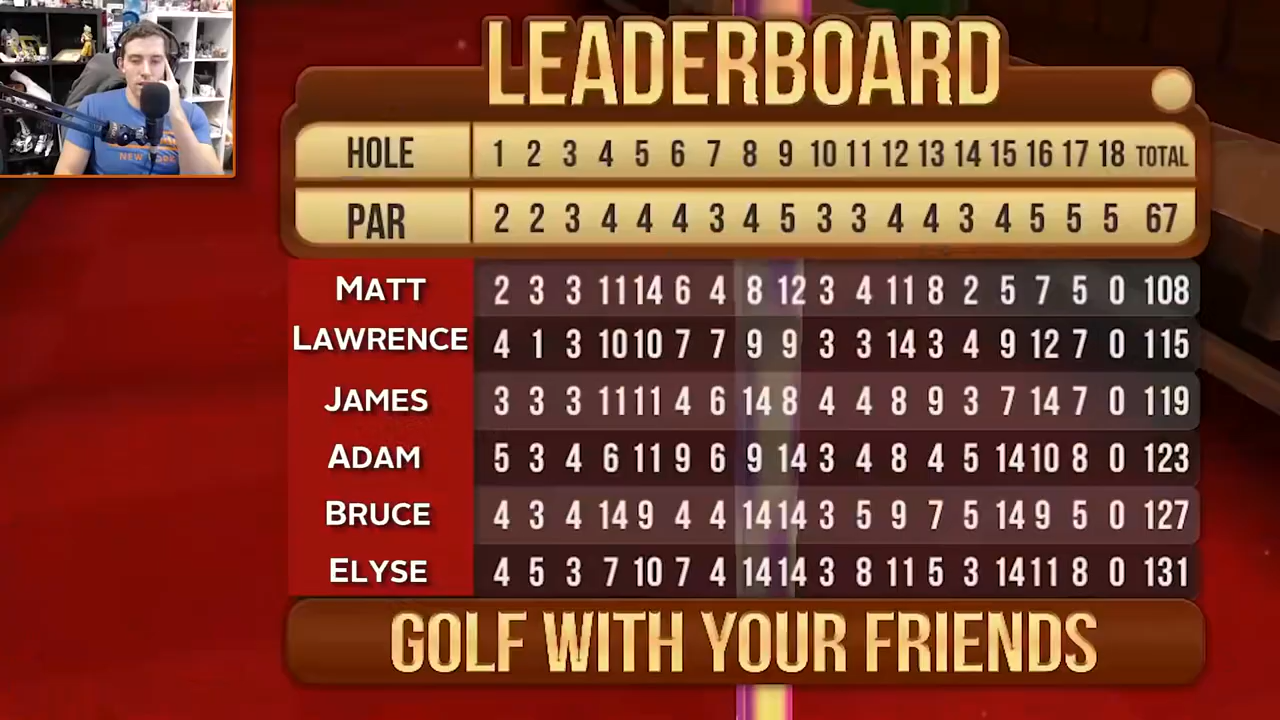 LEADERBOARD
HOLE 1 2 3 4 5 6 7 8 9 10 11 12 13 14 15 16 17 18 TOTAL
PAR 2 2 3 4 4 4 3 4 5 3 3 4 4 3 4 5 5 5 67
MATT 2 3 3 11 14 6 4 8 12 3 4 11 8 2 5 7 5 0 108
LAWRENCE 4 1 3 10 10 7 7 9 9 3 3 14 3 4 9 12 7 0 115
JAMES 3 3 3 11 11 4 6 14 8 4 4 8 9 3 7 14 7 0 119
ADAM 5 3 4 6 11 9 6 9 14 3 4 8 4 5 14 10 8 0 123
BRUCE 4 3 4 14 9 4 4 14 14 3 5 9 7 5 14 9 5 0 127
ELYSE 4 5 3 7 10 7 4 14 14 3 8 11 5 3 14 11 8 0 131
GOLF WITH YOUR FRIENDS
NEW YORK